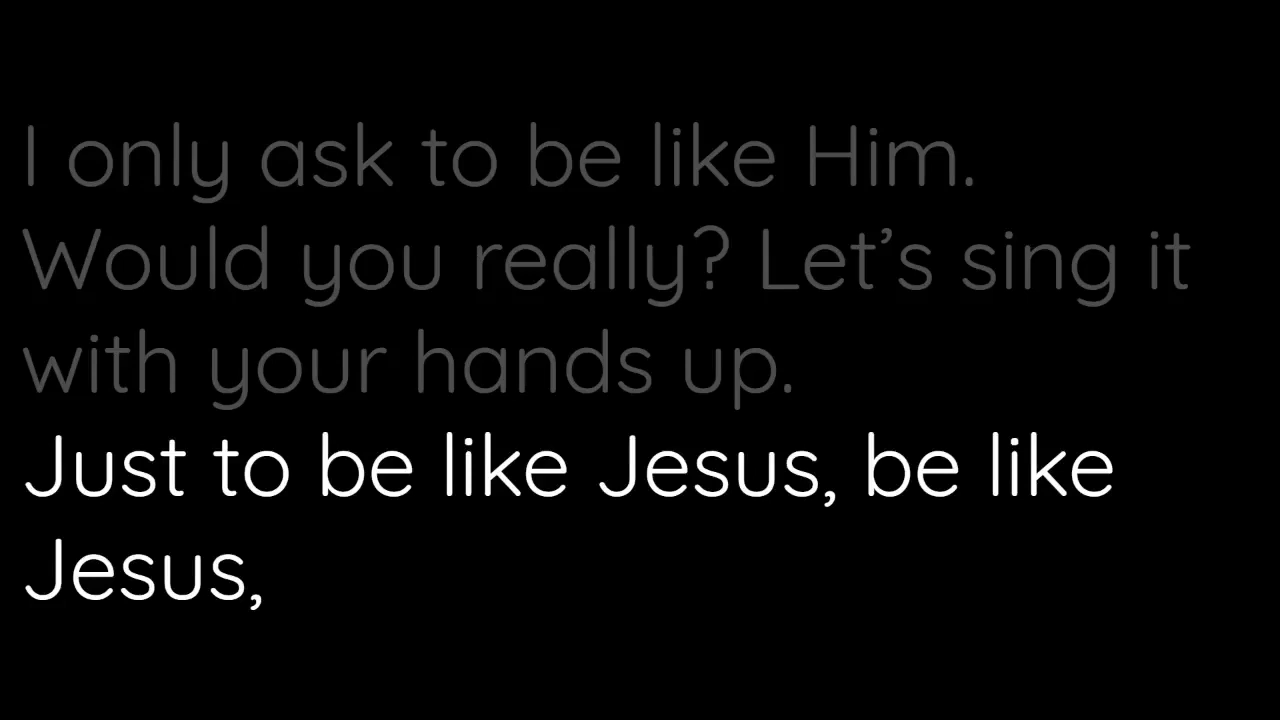 I only ask to be like Him.
Would you really? Let’s sing it
with your hands up.
Just to be like Jesus, be like
Jesus,